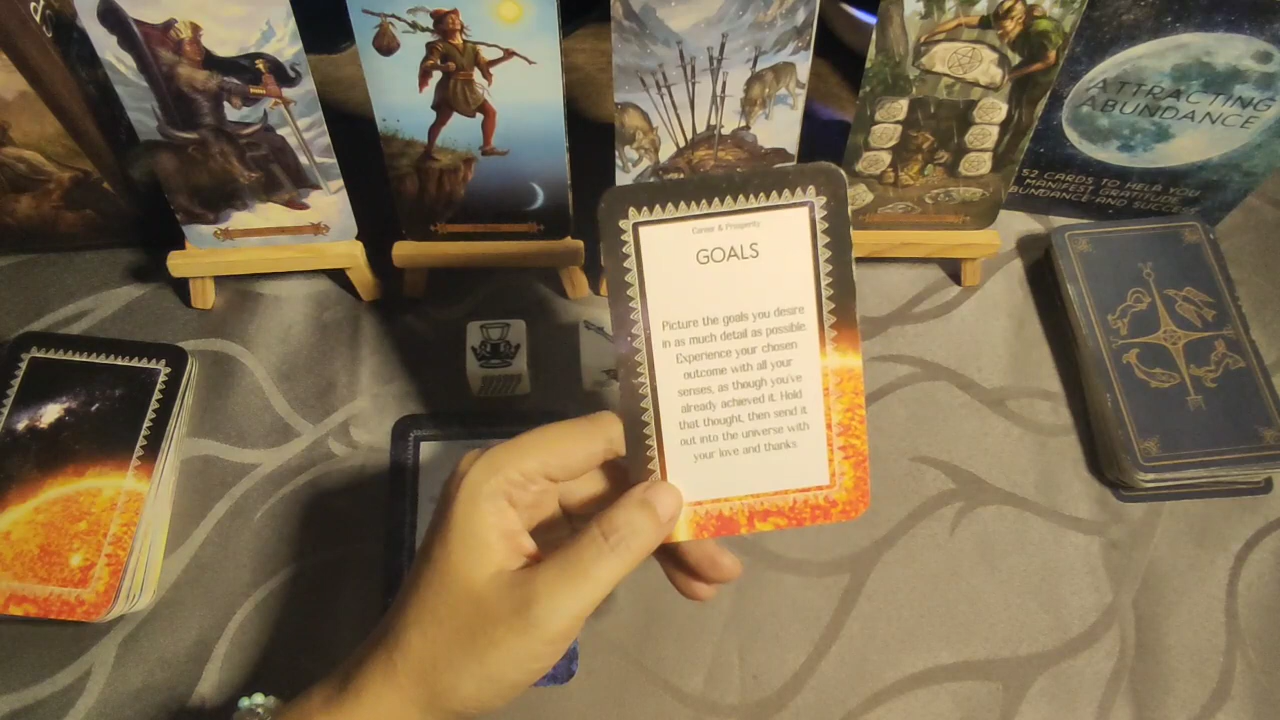 ATTRACTING
ABUNDANCE
52 CARDS TO HELP YOU
MANIFEST GRATITUDE
ABUNDANCE AND SUCCE
Career & Prosperity
GOALS
Picture the goals you desire
in as much detail as possible.
Experience your chosen
outcome with all your
senses, as though you've
already achieved it. Hold
that thought, then send it
out into the universe with
your love and thanks.